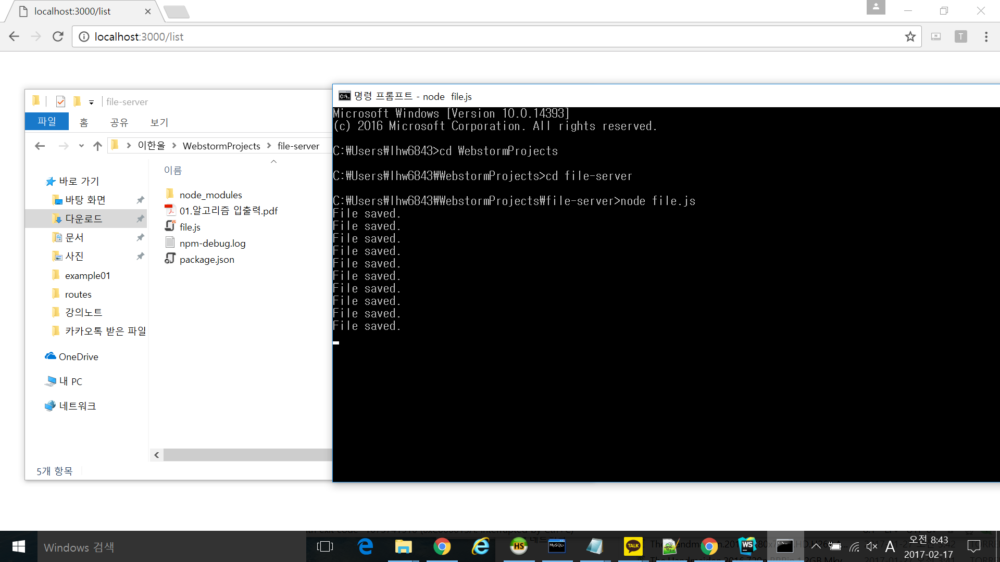 localhost:3000/list
localhost:3000/list
T
file-server
파일 홈 공유 보기
이한울 WebstormProjects file-server
바로 가기
바탕 화면
다운로드
문서
사진
example01
routes
강의노트
카카오톡 받은 파일
OneDrive
내 PC
네트워크
이름
node_modules
01.알고리즘 입출력.pdf
file.js
npm-debug.log
package.json
5개 항목
명령 프롬프트 - node file.js
Microsoft Windows [Version 10.0.14393]
(c) 2016 Microsoft Corporation. All rights reserved.
C:₩Users₩lhw6843>cd WebstormProjects
C:₩Users₩lhw6843₩WebstormProjects>cd file-server
C:₩Users₩lhw6843₩WebstormProjects₩file-server>node file.js
File saved.
File saved.
File saved.
File saved.
File saved.
File saved.
File saved.
File saved.
File saved.
File saved.
Windows 검색
HS
MySQL
TALK
WS
A
오전 8:43
2017-02-17